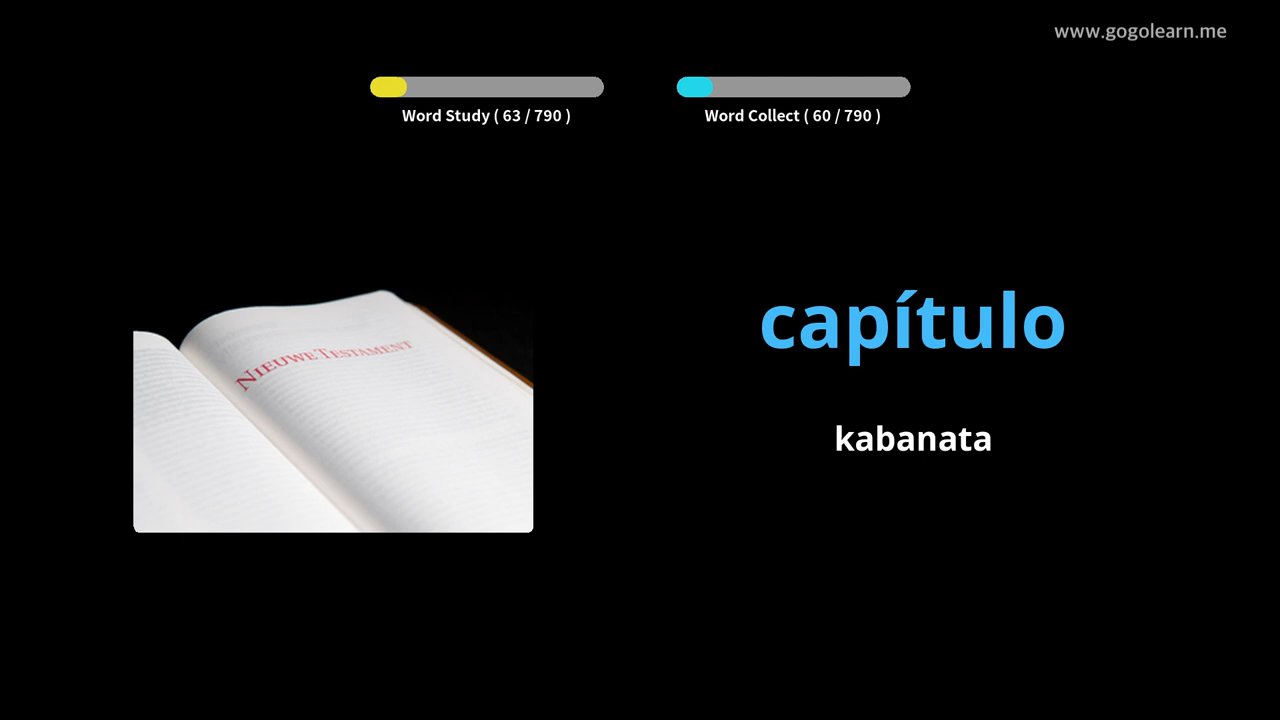 www.gogolearn.me
Word Study ( 63 / 790 )
Word Collect ( 60 / 790 )
NIEUWE TESTAMENT
capítulo
kabanata